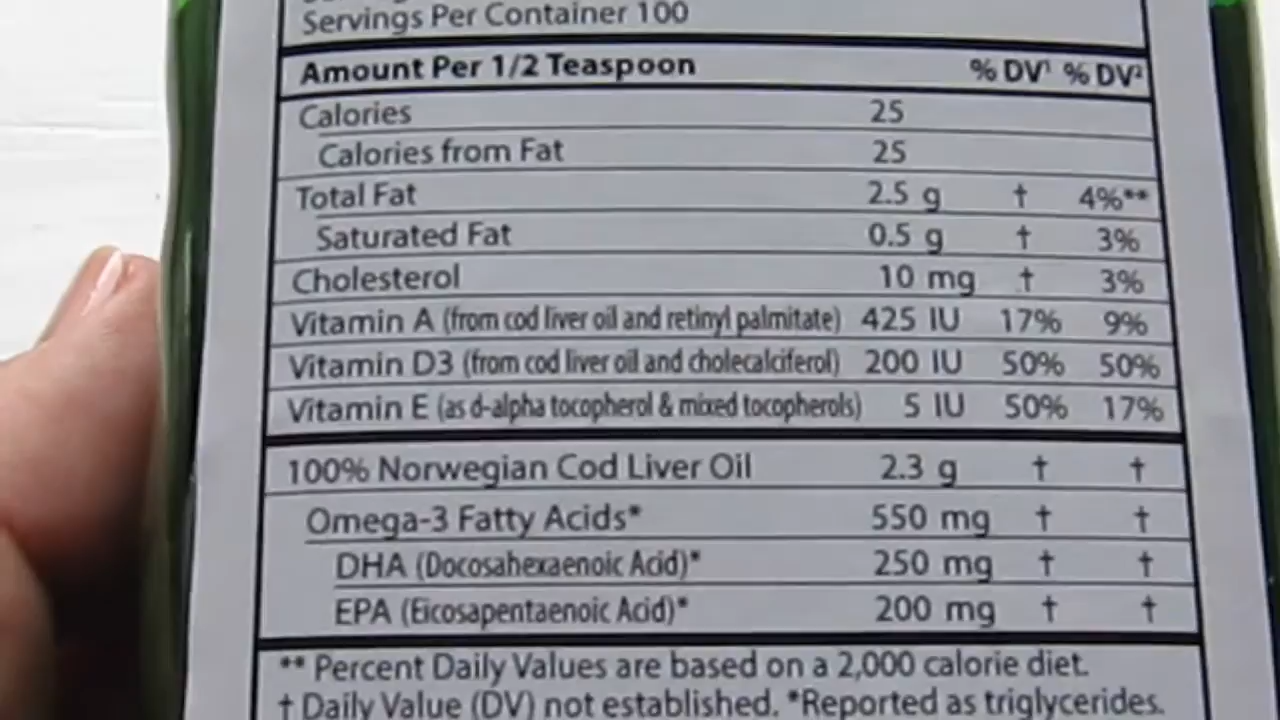 Servings Per Container 100
Amount Per 1/2 Teaspoon % DV¹ % DV²
Calories 25
Calories from Fat 25
Total Fat 2.5 g † 4%**
Saturated Fat 0.5 g † 3%
Cholesterol 10 mg † 3%
Vitamin A (from cod liver oil and retinyl palmitate) 425 IU 17% 9%
Vitamin D3 (from cod liver oil and cholecalciferol) 200 IU 50% 50%
Vitamin E (as d-alpha tocopherol & mixed tocopherols) 5 IU 50% 17%
100% Norwegian Cod Liver Oil 2.3 g † †
Omega-3 Fatty Acids* 550 mg † †
DHA (Docosahexaenoic Acid)* 250 mg † †
EPA (Eicosapentaenoic Acid)* 200 mg † †
** Percent Daily Values are based on a 2,000 calorie diet.
† Daily Value (DV) not established. *Reported as triglycerides.